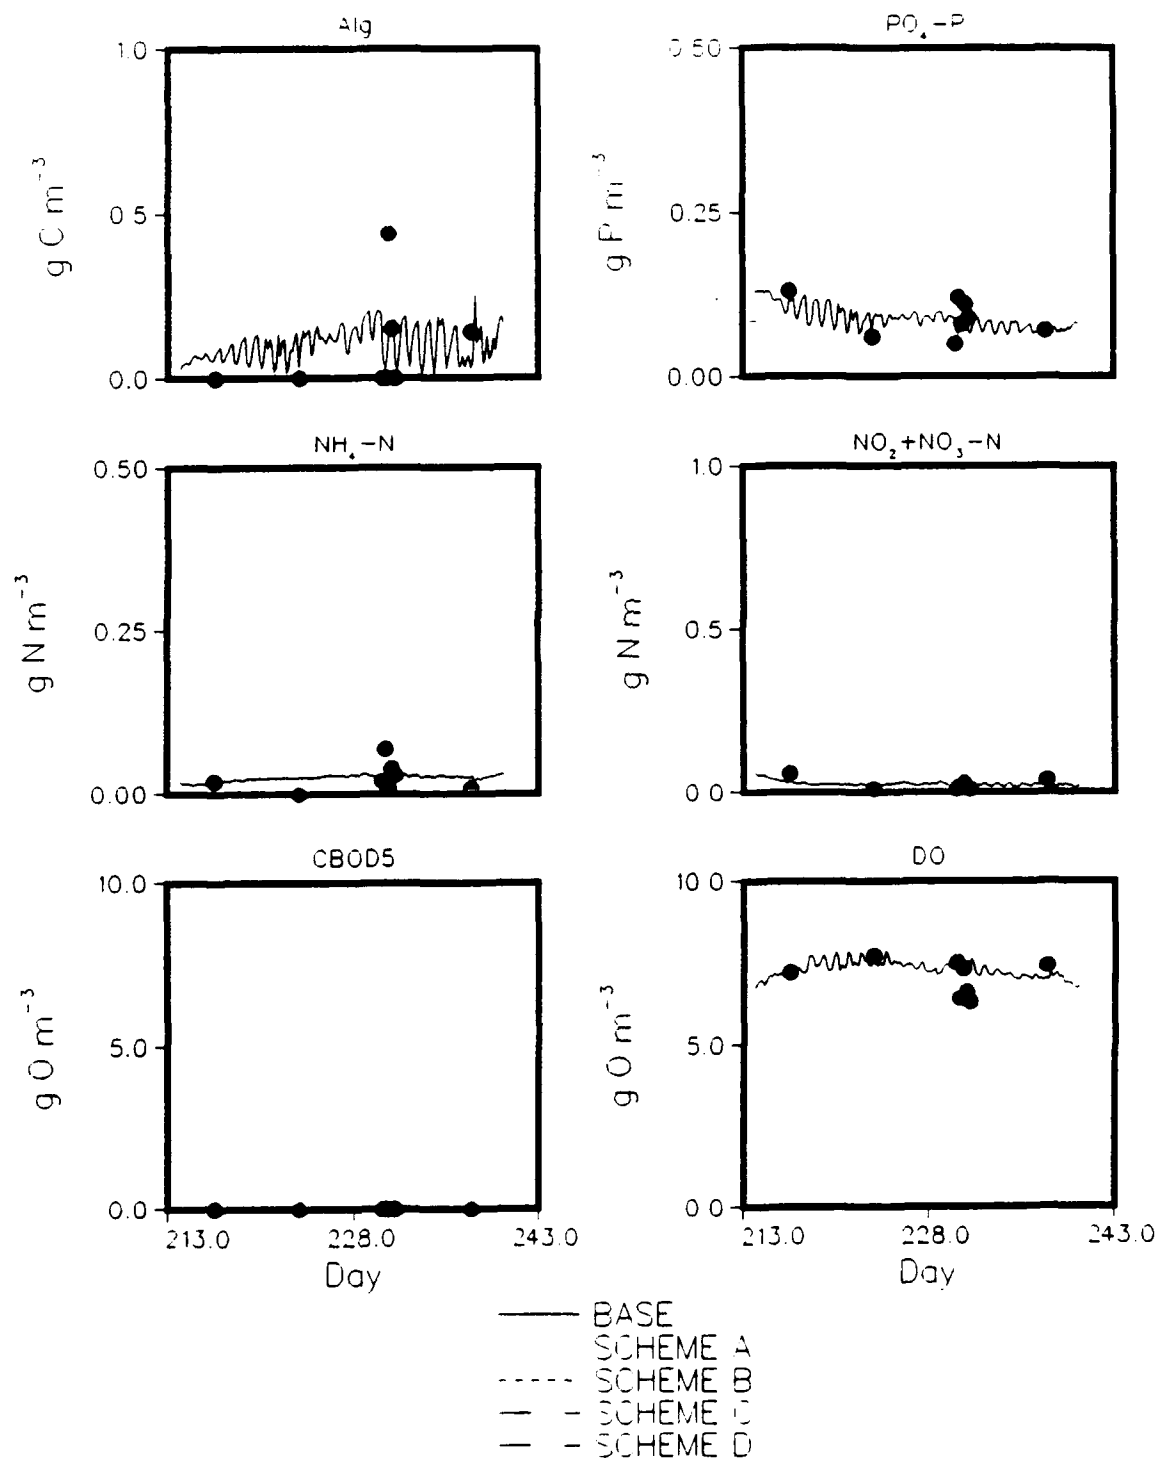 Alg
PO₄-P
1.0
0.5
0.0
g C m⁻³
0.50
0.25
0.00
g P m⁻³
NH₄-N
NO₂+NO₃-N
0.50
0.25
0.00
g N m⁻³
1.0
0.5
0.0
g N m⁻³
CBOD5
DO
10.0
5.0
0.0
g O m⁻³
10.0
5.0
0.0
g O m⁻³
213.0 228.0 243.0
213.0 228.0 243.0
Day
Day
BASE
SCHEME A
SCHEME B
SCHEME C
SCHEME D